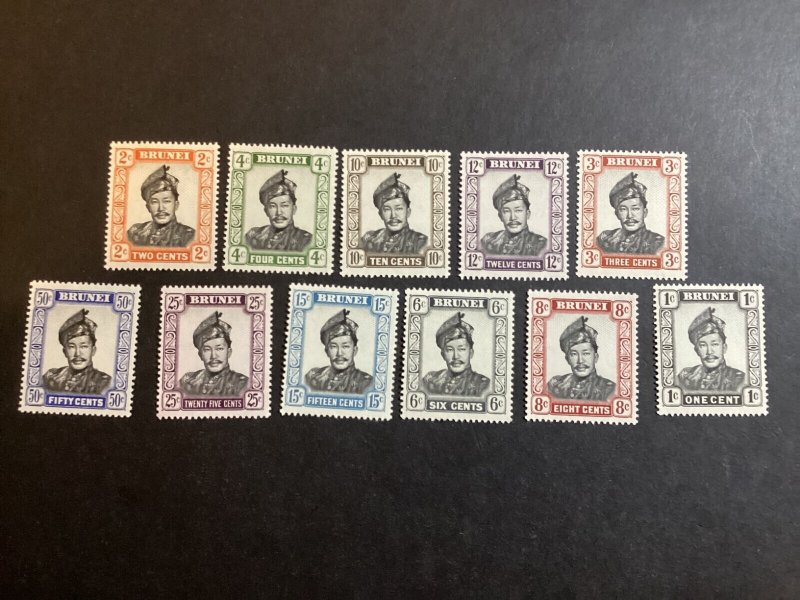 2c BRUNEI 2c
2c TWO CENTS 2c
4c BRUNEI 4c
4c FOUR CENTS 4c
10c BRUNEI 10c
10c TEN CENTS 10c
12c BRUNEI 12c
12c TWELVE CENTS 12c
3c BRUNEI 3c
3c THREE CENTS 3c
50c BRUNEI 50c
50c FIFTY CENTS 50c
25c BRUNEI 25c
25c TWENTY FIVE CENTS 25c
15c BRUNEI 15c
15c FIFTEEN CENTS 15c
6c BRUNEI 6c
6c SIX CENTS 6c
8c BRUNEI 8c
8c EIGHT CENTS 8c
1c BRUNEI 1c
1c ONE CENT 1c